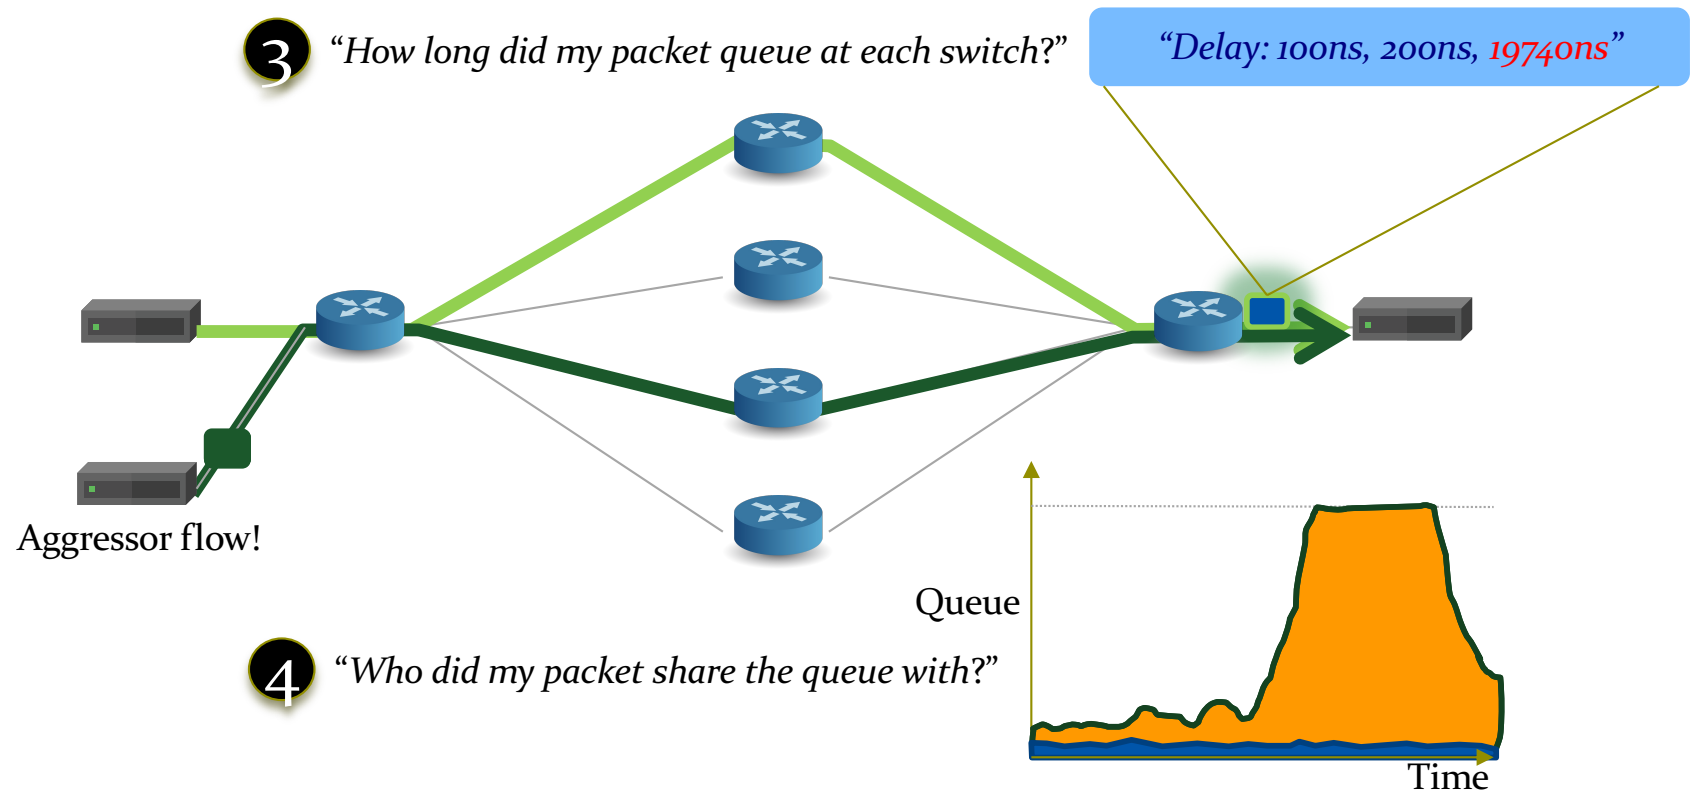 3 “How long did my packet queue at each switch?”
“Delay: 100ns, 200ns, 19740ns”
Aggressor flow!
Queue
4 “Who did my packet share the queue with?”
Time